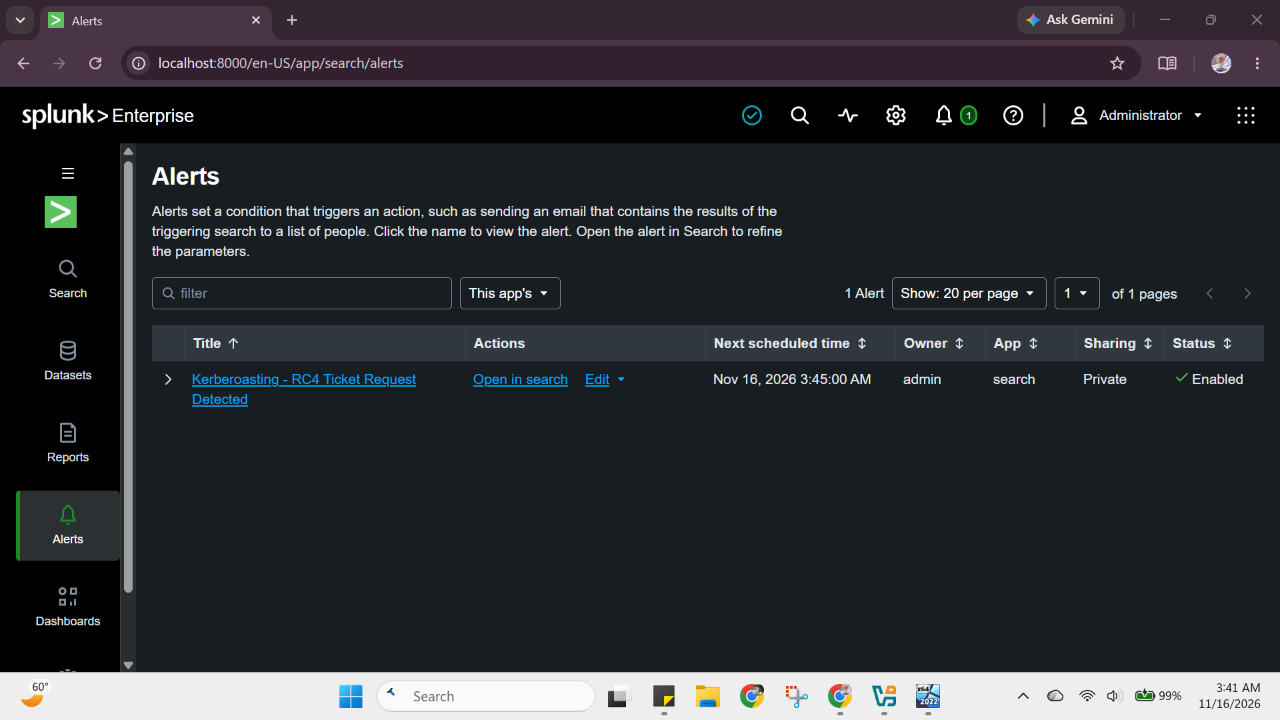 Alerts
Ask Gemini
localhost:8000/en-US/app/search/alerts
splunk>Enterprise
1
Administrator
Search
Datasets
Reports
Alerts
Dashboards
Alerts
Alerts set a condition that triggers an action, such as sending an email that contains the results of the
triggering search to a list of people. Click the name to view the alert. Open the alert in Search to refine
the parameters.
filter
This app's
1 Alert
Show: 20 per page
1
of 1 pages
Title Actions Next scheduled time Owner App Sharing Status
Kerberoasting - RC4 Ticket Request Open in search Edit Nov 16, 2026 3:45:00 AM admin search Private Enabled
Detected
60°
Search
x64
2022
99%
3:41 AM
11/16/2026